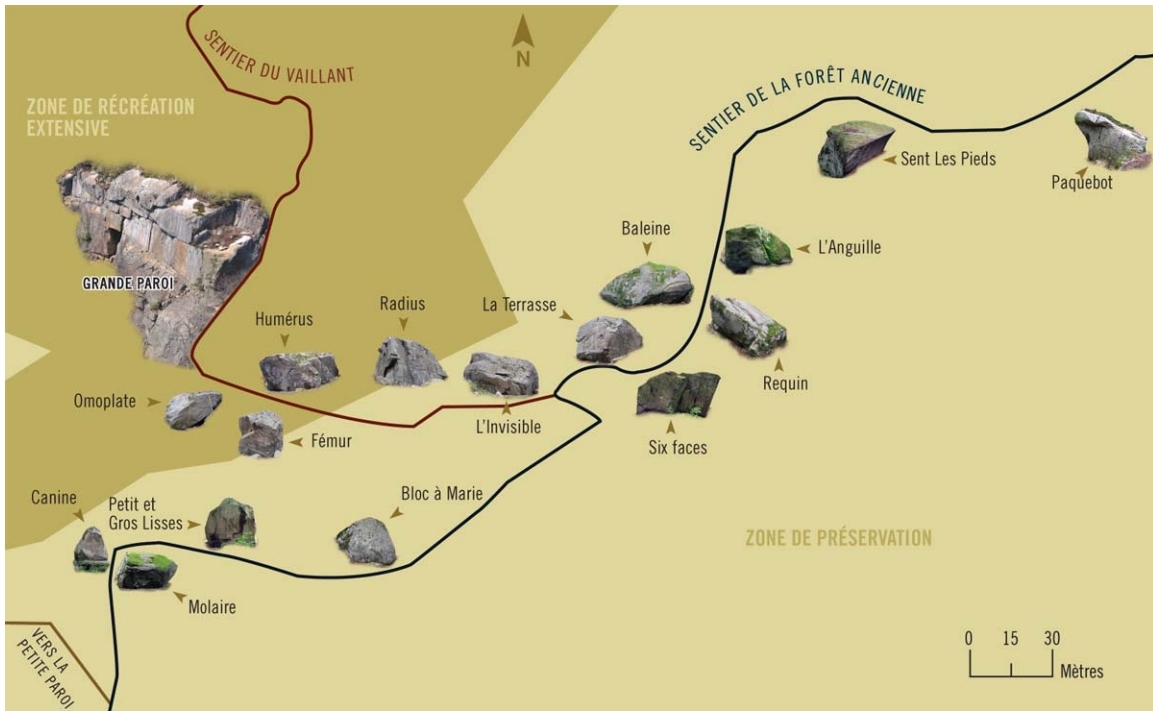 SENTIER DU VAILLANT
N
SENTIER DE LA FORÊT ANCIENNE
ZONE DE RÉCRÉATION
EXTENSIVE
Sent Les Pieds
Paquebot
Baleine
L'Anguille
GRANDE PAROI
Radius
La Terrasse
Humérus
Requin
Omoplate
L'Invisible
Fémur
Six faces
Canine
Petit et
Gros Lisses
Bloc à Marie
ZONE DE PRÉSERVATION
Molaire
VERS LA
PETITE PAROI
0 15 30
Mètres